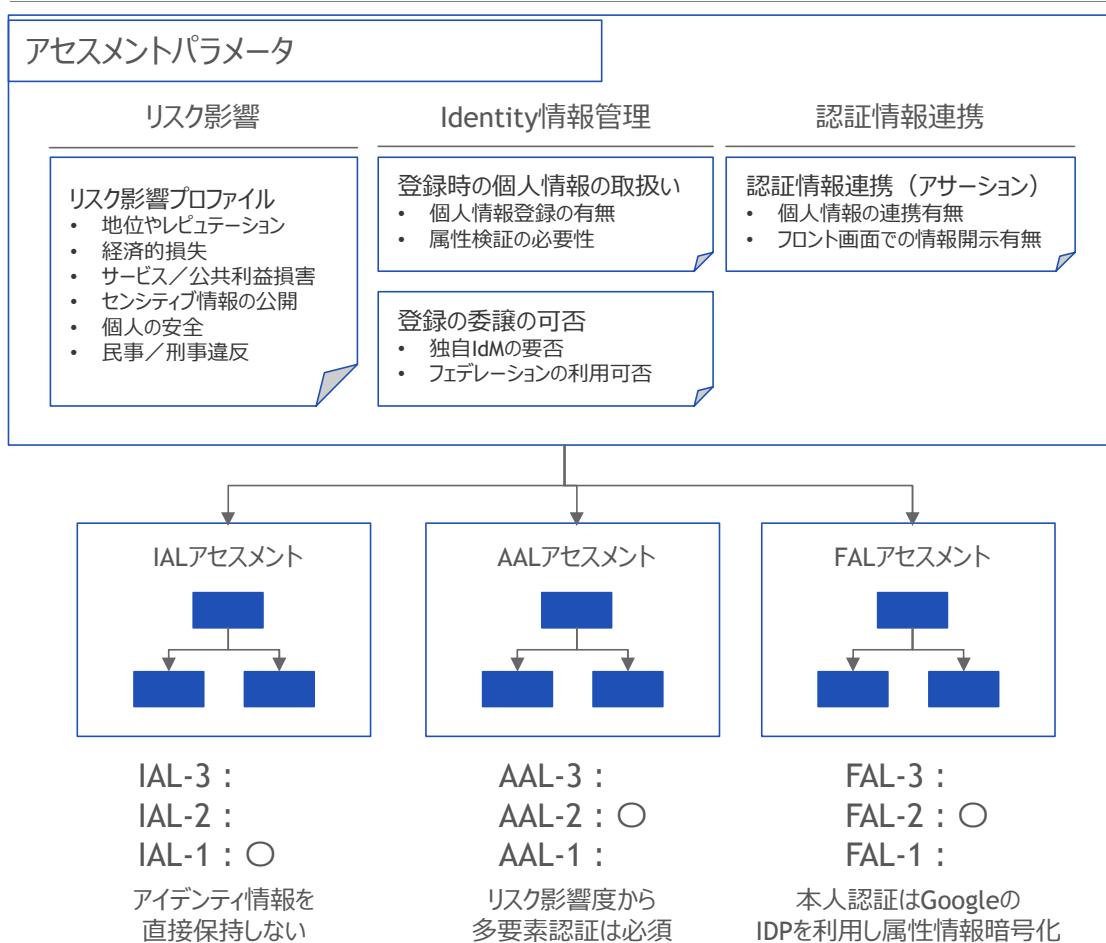 アセスメントパラメータ
リスク影響
Identity情報管理
認証情報連携
リスク影響プロファイル
• 地位やレピュテーション
• 経済的損失
• サービス／公共利益損害
• センシティブ情報の公開
• 個人の安全
• 民事／刑事違反
登録時の個人情報の取扱い
• 個人情報登録の有無
• 属性検証の必要性
登録の委譲の可否
• 独自IdMの要否
• フェデレーションの利用可否
認証情報連携（アサーション）
• 個人情報の連携有無
• フロント画面での情報開示有無
IALアセスメント
AALアセスメント
FALアセスメント
IAL-3：
IAL-2：
IAL-1：〇
アイデンティ情報を
直接保持しない
AAL-3：
AAL-2：〇
AAL-1：
リスク影響度から
多要素認証は必須
FAL-3：
FAL-2：〇
FAL-1：
本人認証はGoogleの
IDPを利用し属性情報暗号化